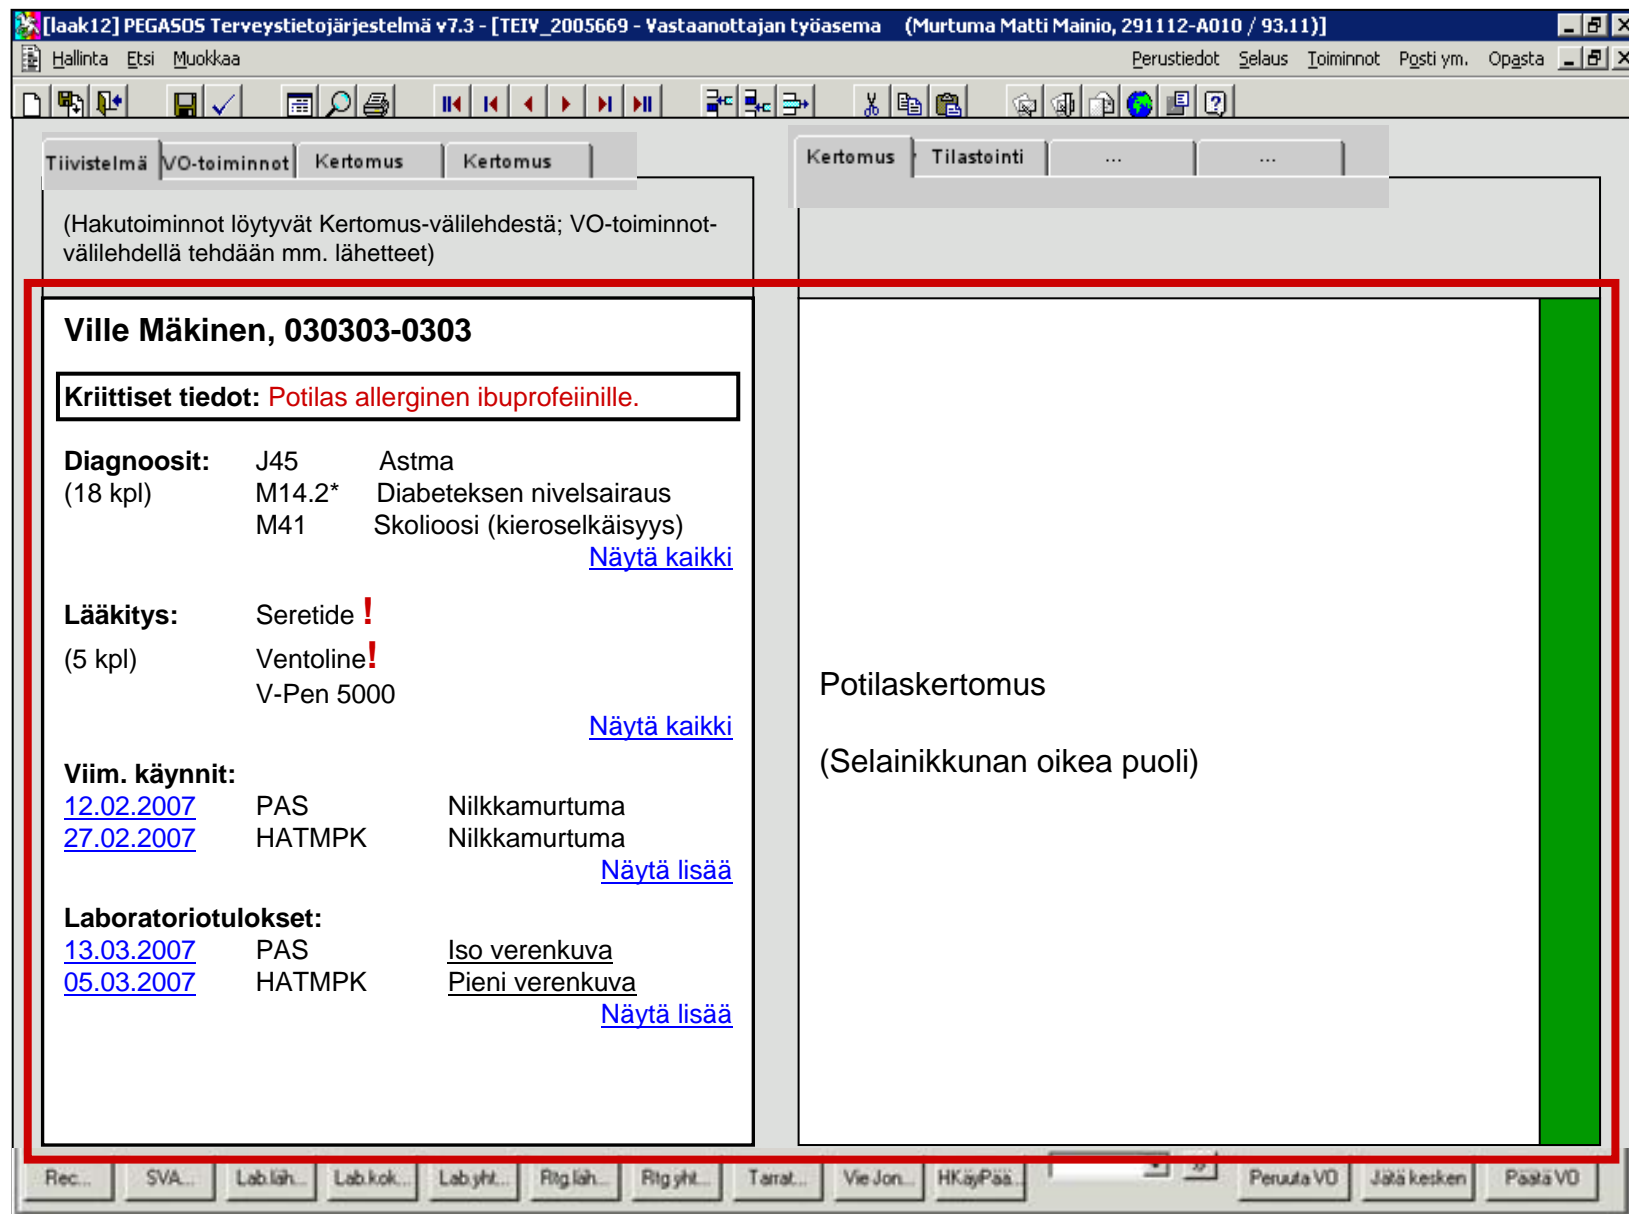 [laak12] PEGASOS Terveystietojärjestelmä v7.3 - [TEIV_2005669 - Vastaanottajan työasema (Murtuma Matti Mainio, 291112-A010 / 93.11)]
Hallinta Etsi Muokkaa Perustiedot Selaus Toiminnot Posti ym. Opasta
Tiivistelmä VO-toiminnot Kertomus Kertomus
Kertomus Tilastointi ... ...
(Hakutoiminnot löytyvät Kertomus-välilehdestä; VO-toiminnot-
välilehdellä tehdään mm. lähetteet)
Ville Mäkinen, 030303-0303
Kriittiset tiedot: Potilas allerginen ibuprofeiinille.
Diagnoosit: J45 Astma
(18 kpl) M14.2* Diabeteksen nivelsairaus
M41 Skolioosi (kieroselkäisyys)
Näytä kaikki
Lääkitys: Seretide !
(5 kpl) Ventoline!
V-Pen 5000
Näytä kaikki
Viim. käynnit:
12.02.2007 PAS Nilkkamurtuma
27.02.2007 HATMPK Nilkkamurtuma
Näytä lisää
Laboratoriotulokset:
13.03.2007 PAS Iso verenkuva
05.03.2007 HATMPK Pieni verenkuva
Näytä lisää
Potilaskertomus
(Selainikkunan oikea puoli)
Rec... SVA... Lab.läh... Lab.kok... Lab.yht... Rtg.läh... Rtg.yht... Tarrat... Vie Jon... HKäyPää... Peruuta VO Jätä kesken Päätä VO